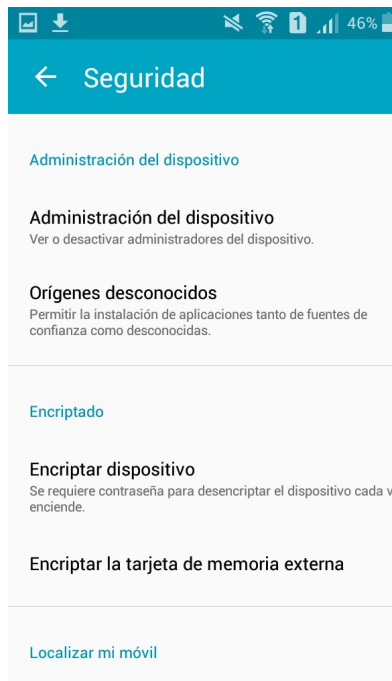 1 46%
Seguridad
Administración del dispositivo
Administración del dispositivo
Ver o desactivar administradores del dispositivo.
Orígenes desconocidos
Permitir la instalación de aplicaciones tanto de fuentes de
confianza como desconocidas.
Encriptado
Encriptar dispositivo
Se requiere contraseña para desencriptar el dispositivo cada v
enciende.
Encriptar la tarjeta de memoria externa
Localizar mi móvil